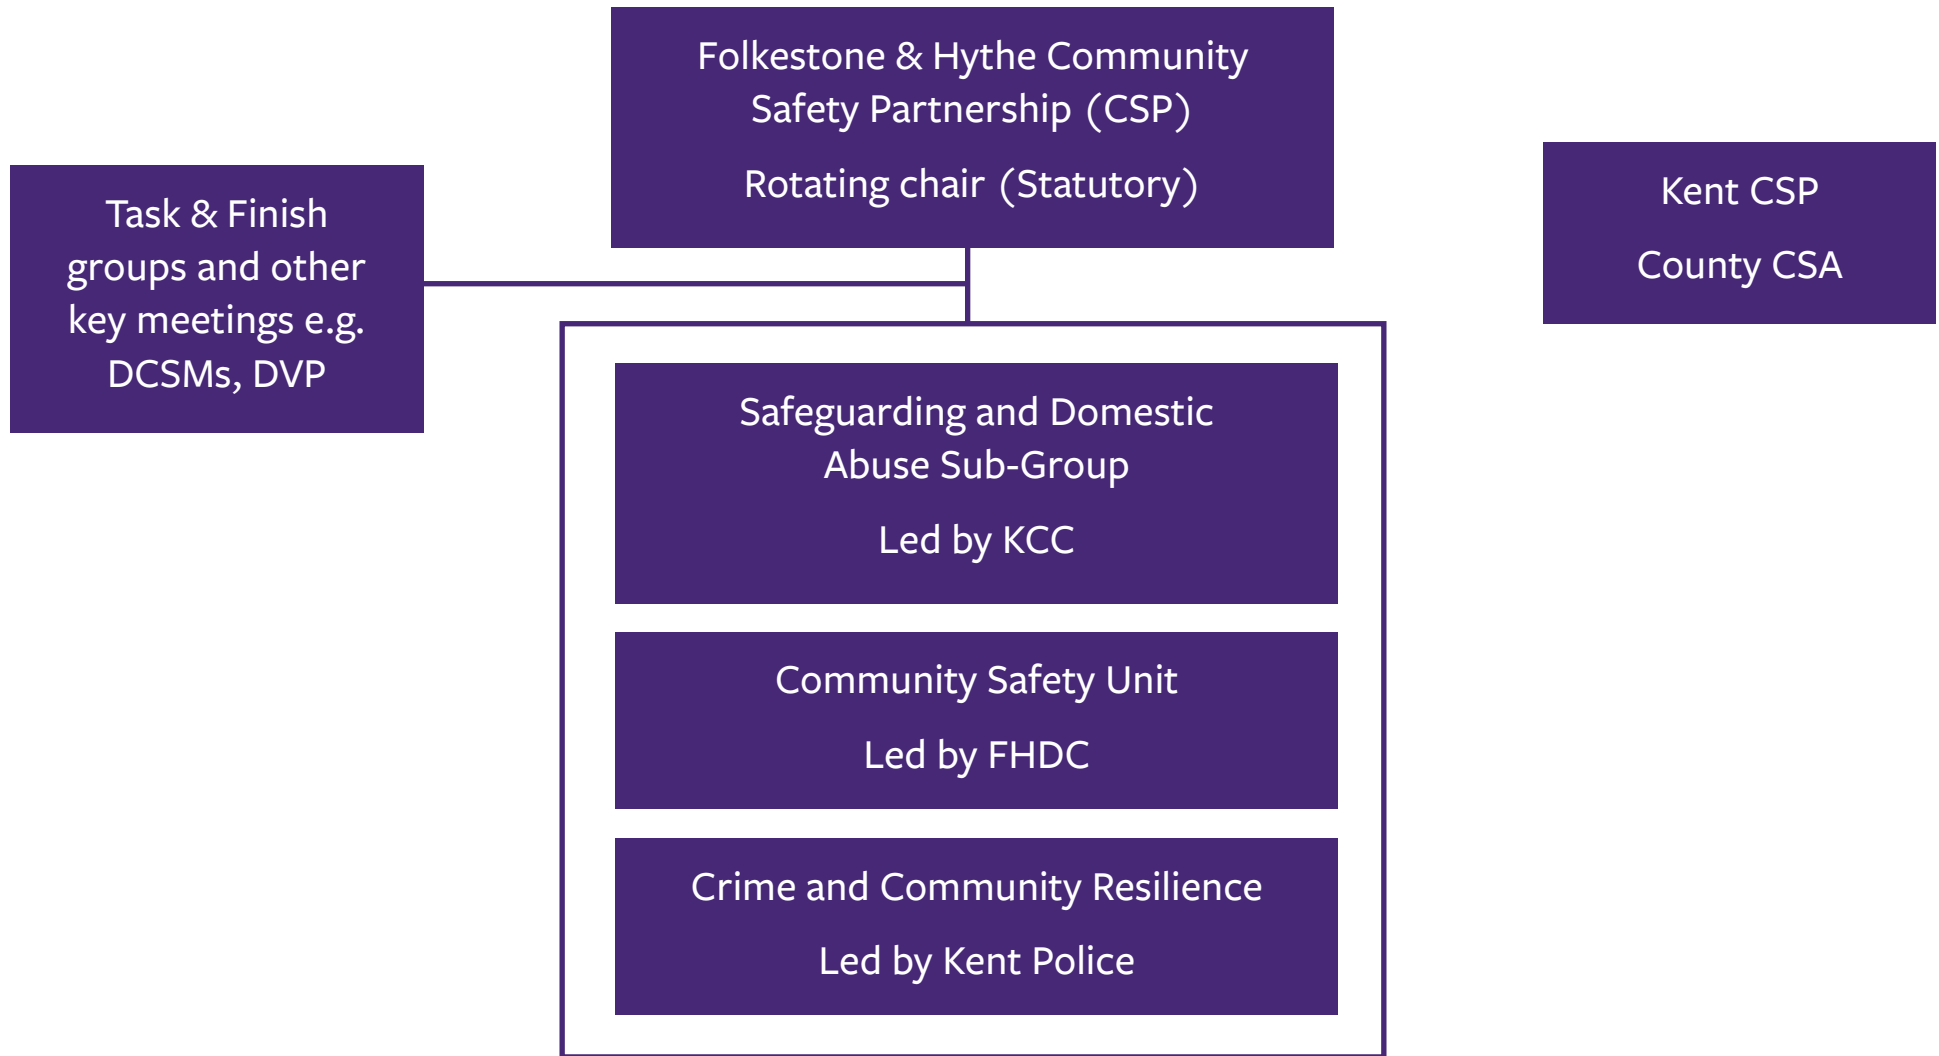 Folkestone & Hythe Community
Safety Partnership (CSP)
Rotating chair (Statutory)
Task & Finish
groups and other
key meetings e.g.
DCSMs, DVP
Kent CSP
County CSA
Safeguarding and Domestic
Abuse Sub-Group
Led by KCC
Community Safety Unit
Led by FHDC
Crime and Community Resilience
Led by Kent Police